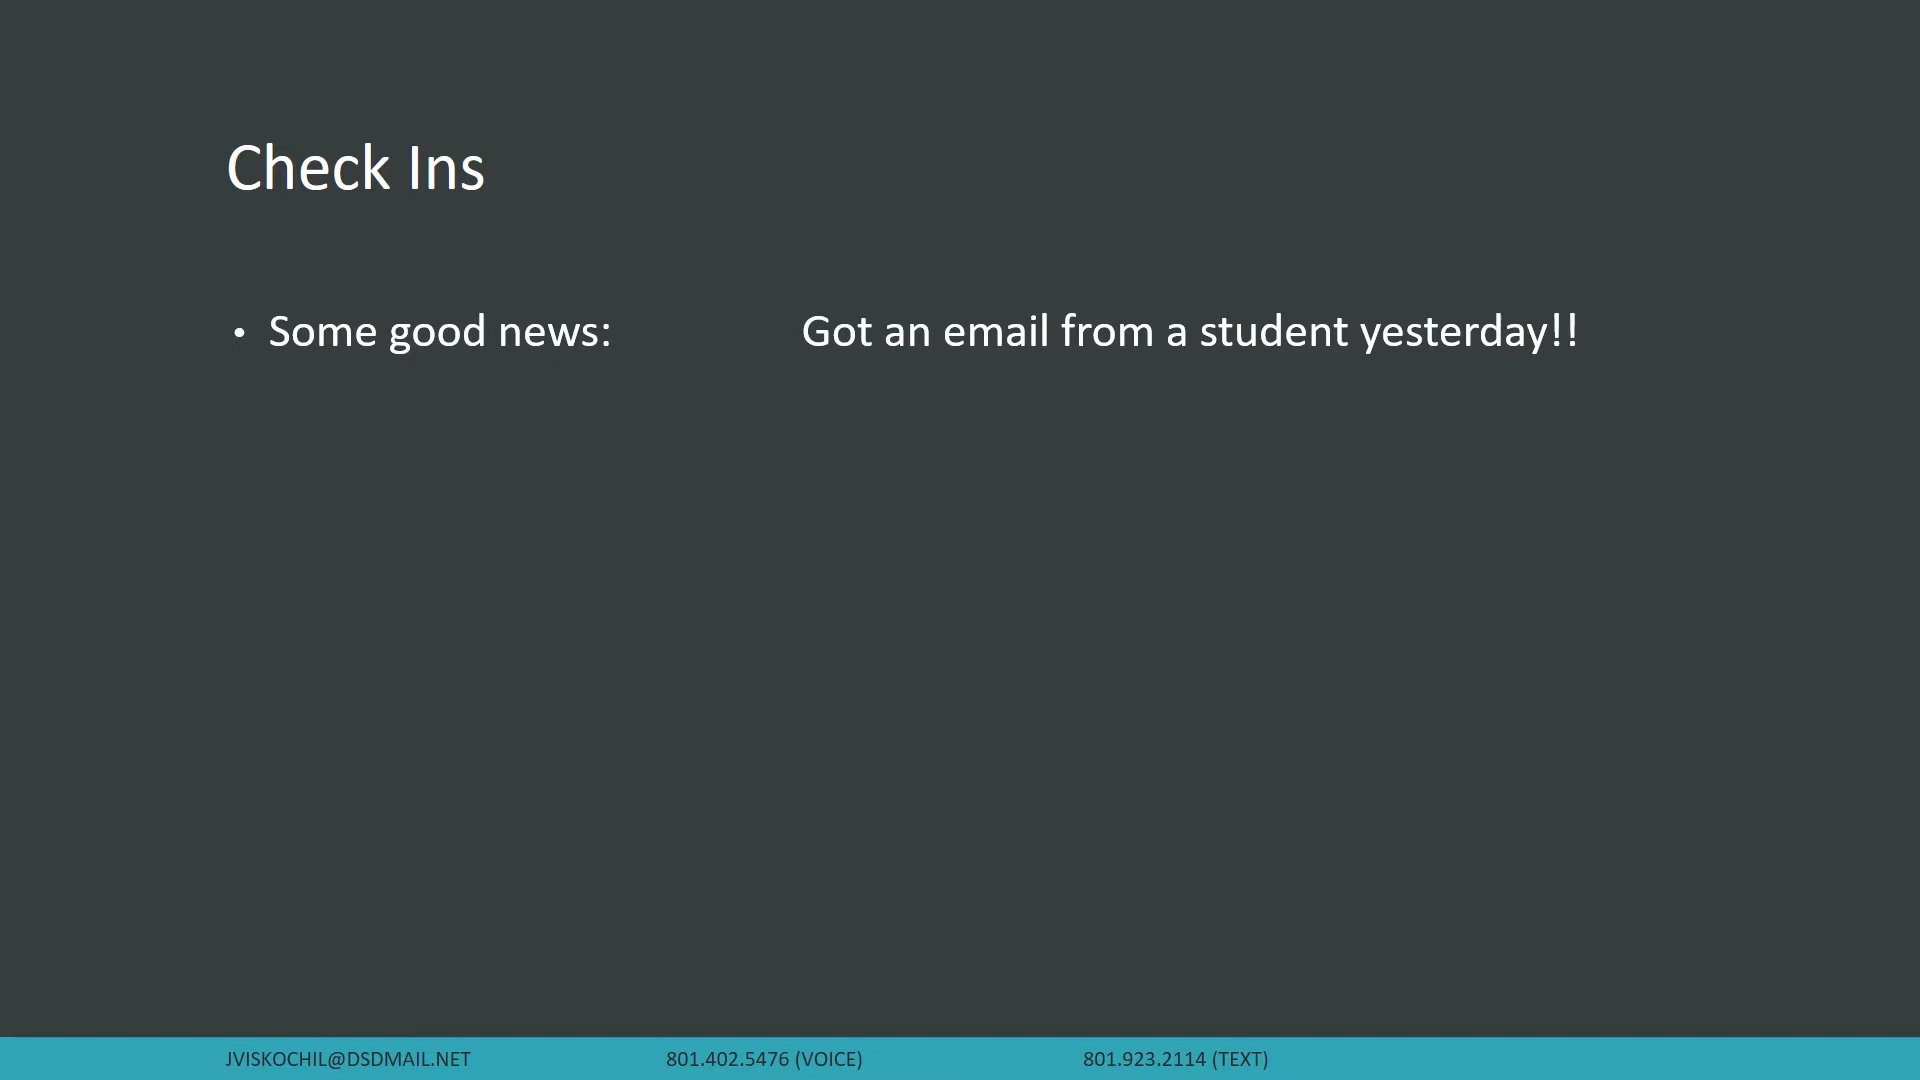 Check Ins
• Some good news: Got an email from a student yesterday!!
JVISKOCHIL@DSDMAIL.NET 801.402.5476 (VOICE) 801.923.2114 (TEXT)